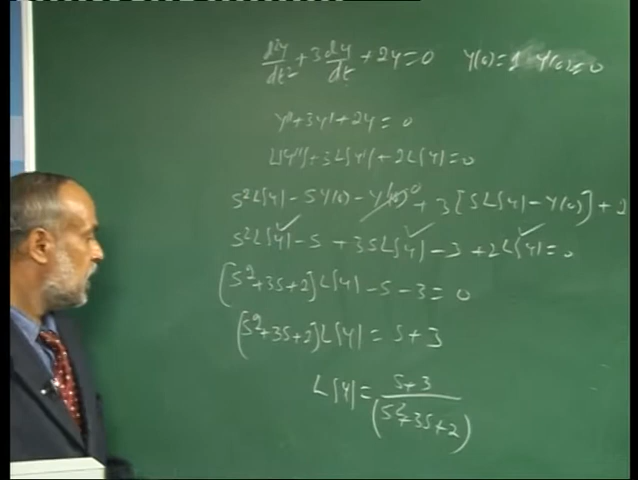 d²y/dt² + 3 dy/dt + 2y = 0 y(0) = 1 y'(0) = 0
y'' + 3y' + 2y = 0
L[y''] + 3L[y'] + 2L[y] = 0
s²L[y] - sy(0) - y'(0) 0 + 3[sL[y] - y(0)] + 2
s²L[y] - s + 3sL[y] - 3 + 2L[y] = 0
[s² + 3s + 2]L[y] - s - 3 = 0
[s² + 3s + 2]L[y] = s + 3
L[y] = s + 3 / (s² + 3s + 2)